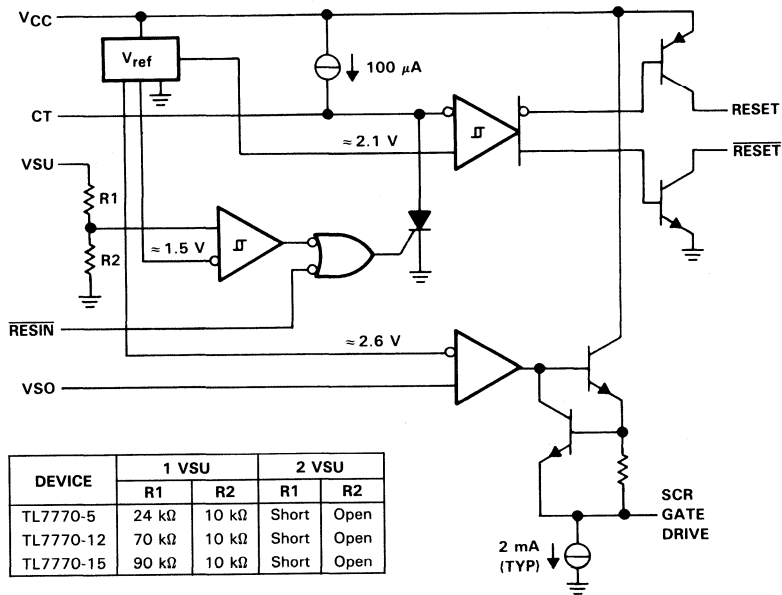 VCC
Vref
100 μA
CT
≈ 2.1 V
RESET
RESET
VSU
R1
R2
≈ 1.5 V
RESIN
≈ 2.6 V
VSO
SCR
GATE
DRIVE
2 mA
(TYP)
DEVICE 1 VSU 2 VSU
R1 R2 R1 R2
TL7770-5 24 kΩ 10 kΩ Short Open
TL7770-12 70 kΩ 10 kΩ Short Open
TL7770-15 90 kΩ 10 kΩ Short Open